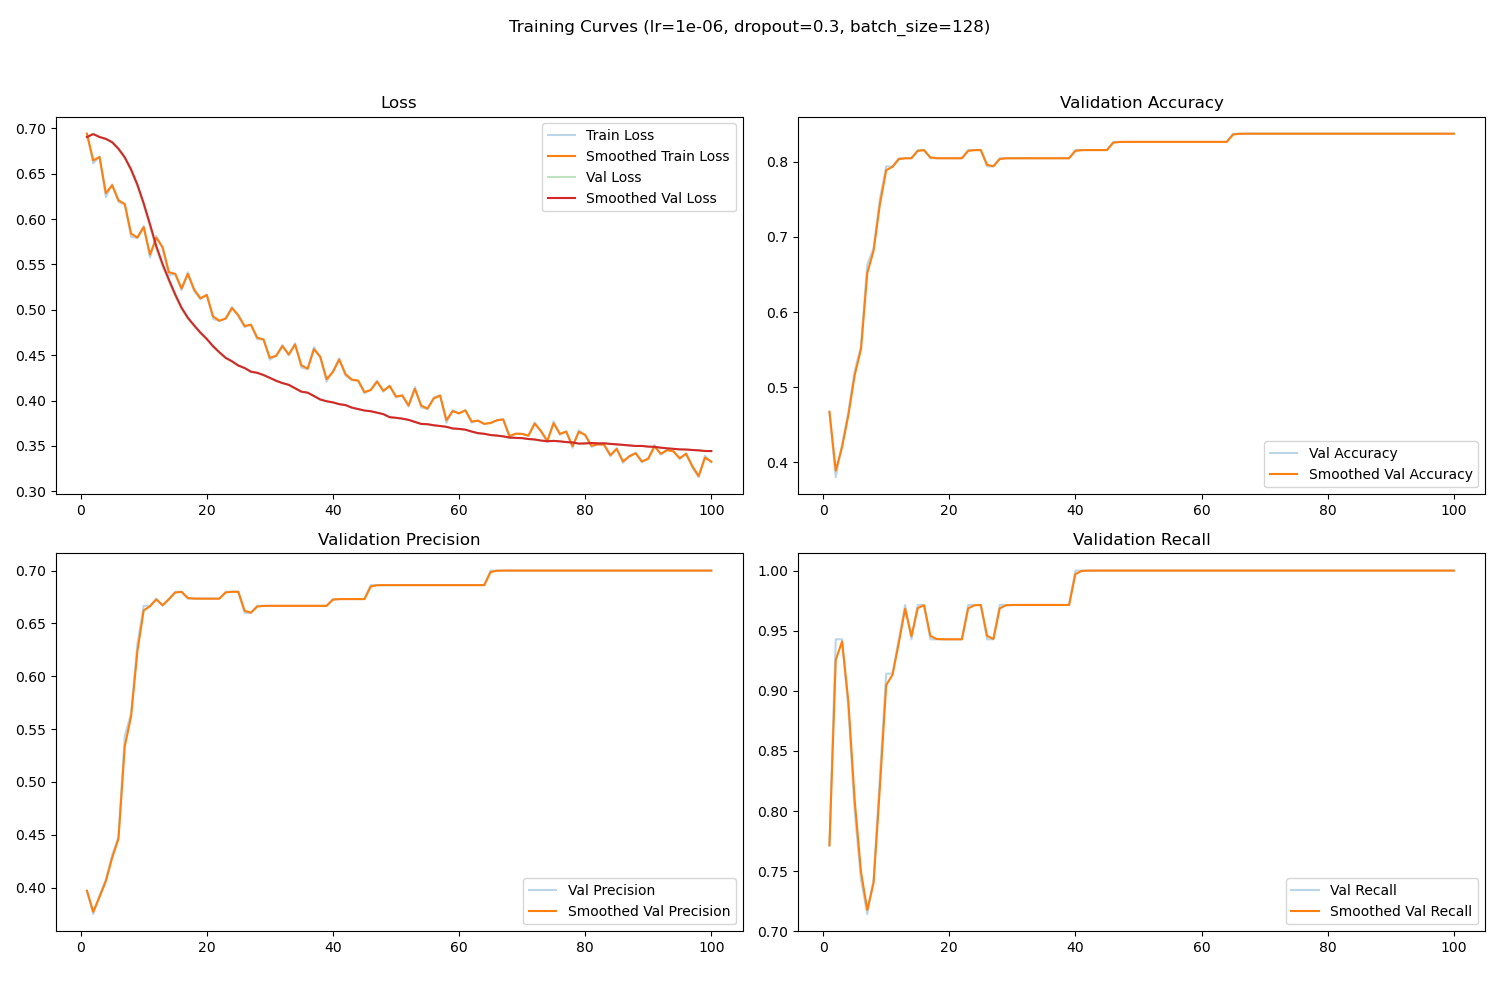 Training Curves (lr=1e-06, dropout=0.3, batch_size=128)
Loss
0.70
0.65
0.60
0.55
0.50
0.45
0.40
0.35
0.30
0 20 40 60 80 100
Train Loss
Smoothed Train Loss
Val Loss
Smoothed Val Loss
Validation Accuracy
0.8
0.7
0.6
0.5
0.4
0 20 40 60 80 100
Val Accuracy
Smoothed Val Accuracy
Validation Precision
0.70
0.65
0.60
0.55
0.50
0.45
0.40
0 20 40 60 80 100
Val Precision
Smoothed Val Precision
Validation Recall
1.00
0.95
0.90
0.85
0.80
0.75
0.70
0 20 40 60 80 100
Val Recall
Smoothed Val Recall